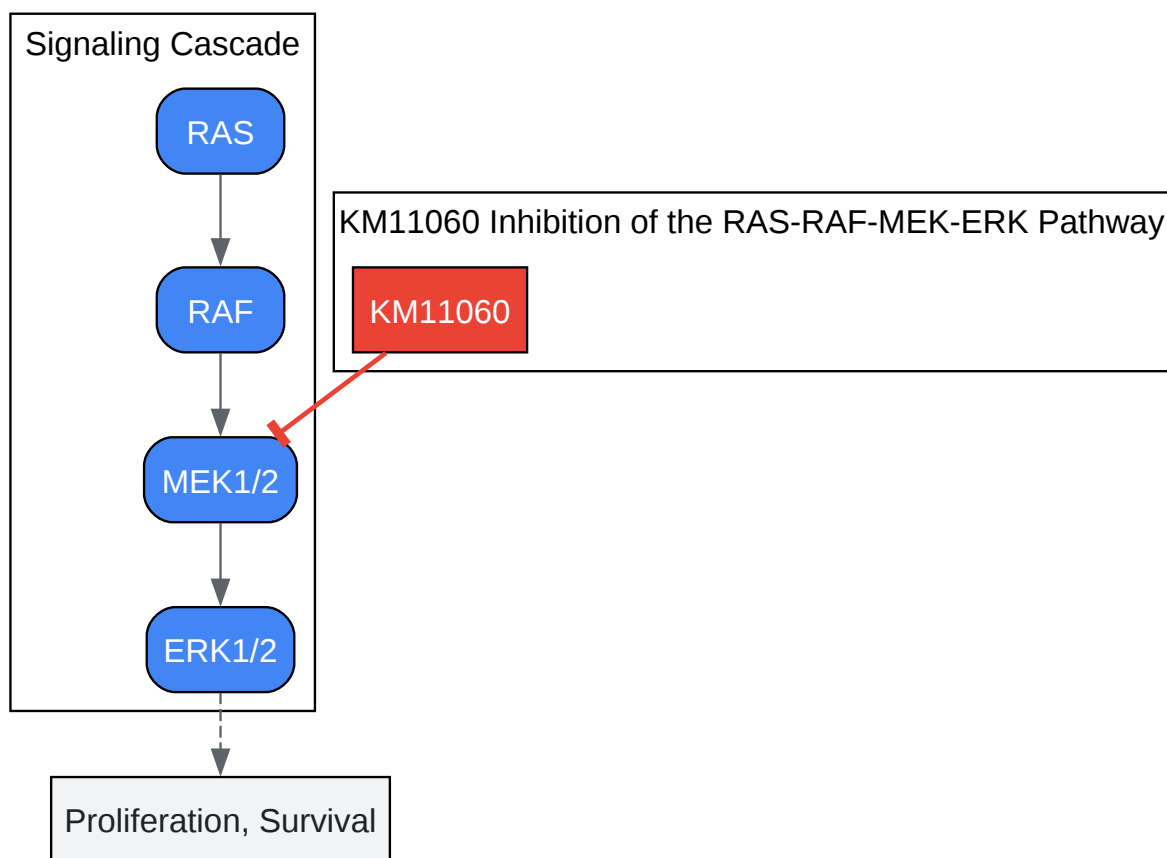 Signaling Cascade
RAS
KM11060 Inhibition of the RAS-RAF-MEK-ERK Pathway
RAF
KM11060
MEK1/2
ERK1/2
Proliferation, Survival